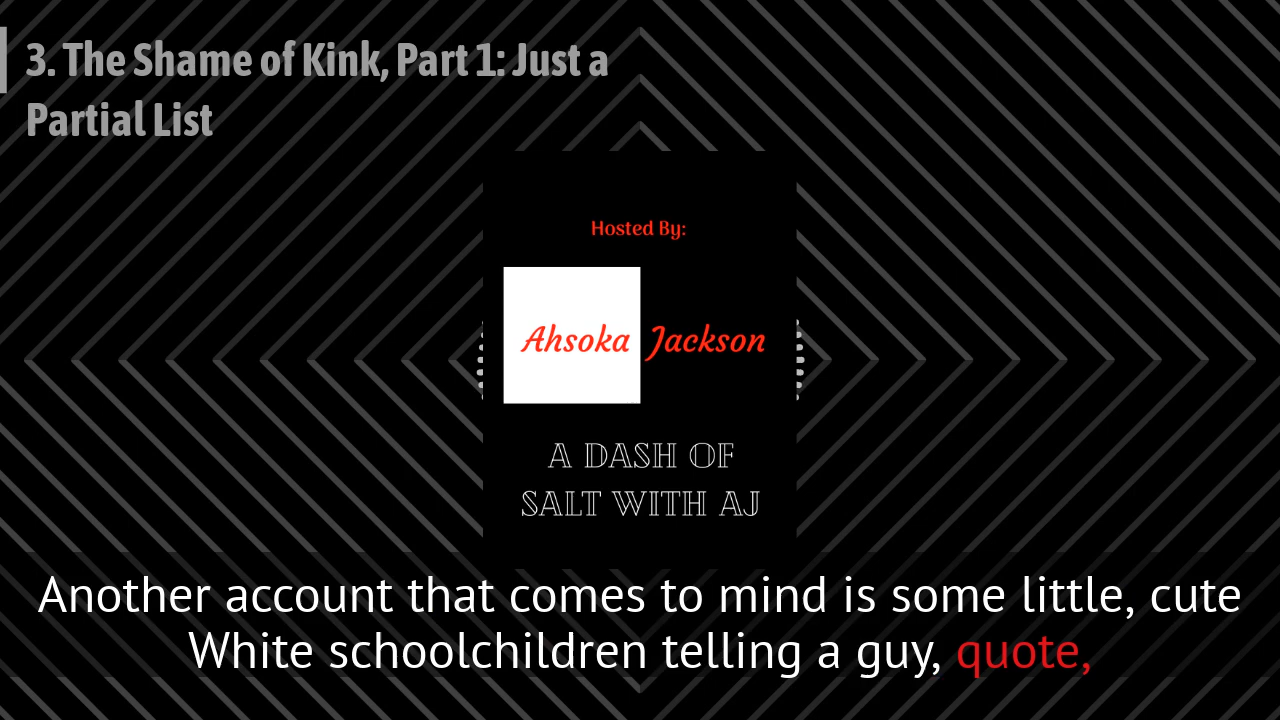 3. The Shame of Kink, Part 1: Just a
Partial List
Hosted By:
Ahsoka Jackson
A DASH OF
SALT WITH AJ
Another account that comes to mind is some little, cute
White schoolchildren telling a guy, quote,